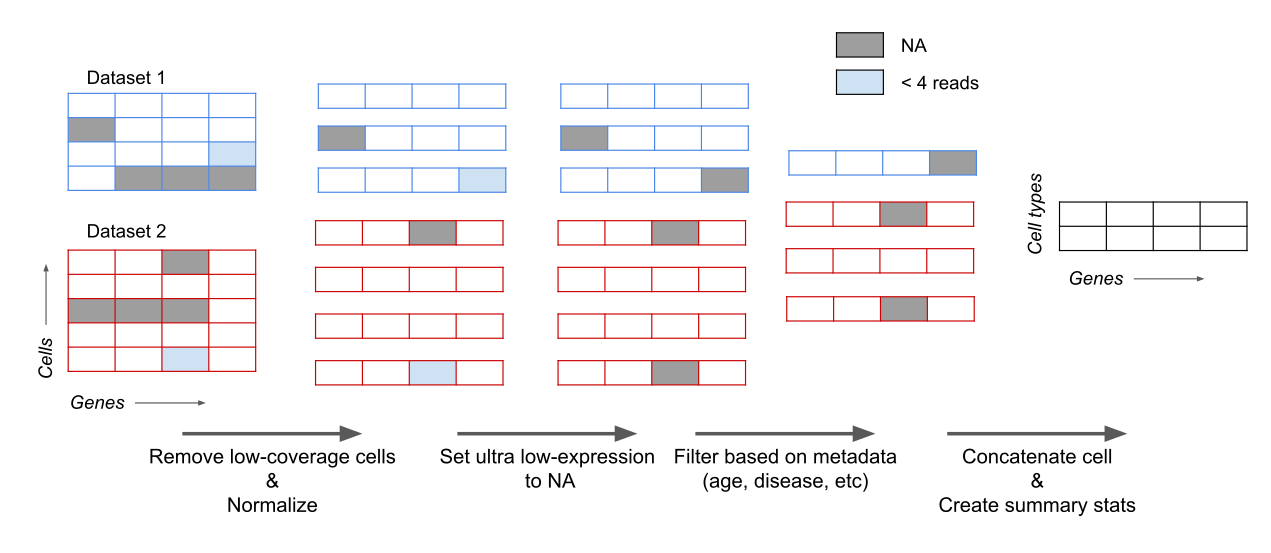 NA
< 4 reads
Dataset 1
Dataset 2
Cells
Genes
Cell types
Genes
Remove low-coverage cells
&
Normalize
Set ultra low-expression
to NA
Filter based on metadata
(age, disease, etc)
Concatenate cell
&
Create summary stats